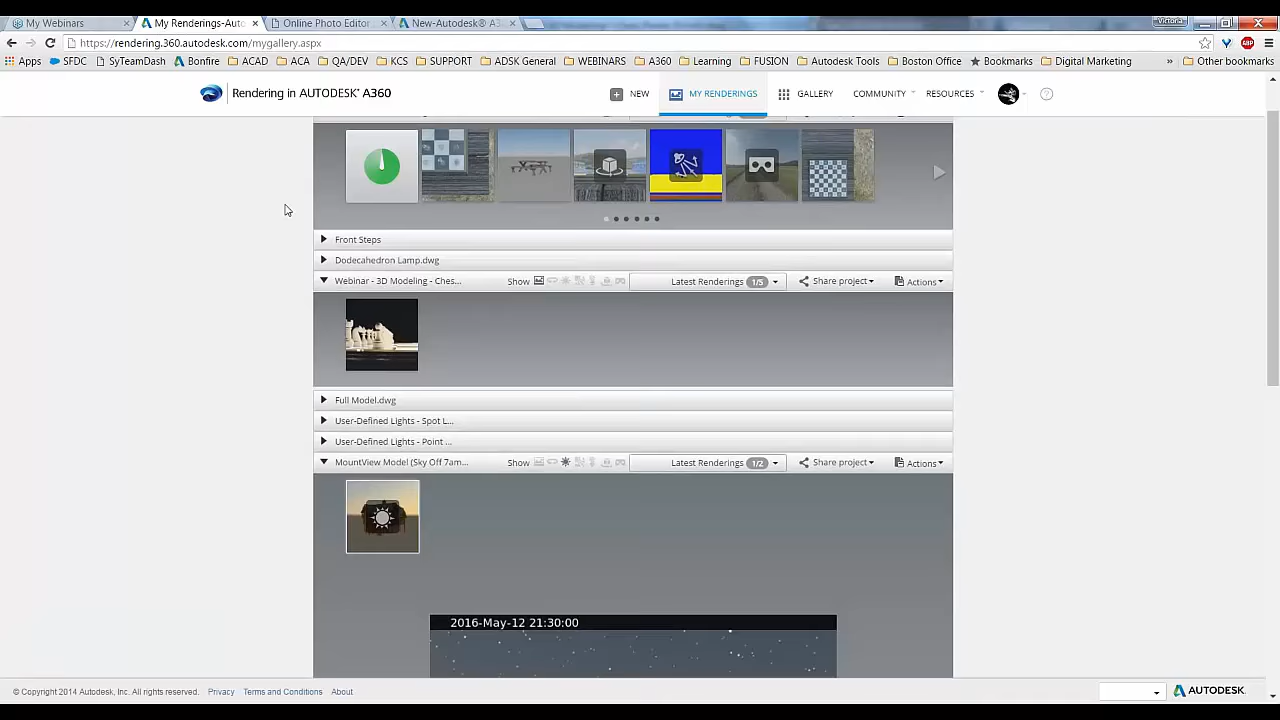 Victoria
My Webinars
My Renderings-Auto
Online Photo Editor
New-Autodesk® A3
https://rendering.360.autodesk.com/mygallery.aspx
Apps SFDC SyTeamDash Bonfire ACAD ACA QA/DEV KCS SUPPORT ADSK General WEBINARS A360 Learning FUSION Autodesk Tools Boston Office Bookmarks Digital Marketing » Other bookmarks
Rendering in AUTODESK® A360
NEW MY RENDERINGS GALLERY COMMUNITY RESOURCES
Front Steps
Dodecahedron Lamp.dwg
Webinar - 3D Modeling - Ches... Show Latest Renderings 1/5 Share project Actions
Full Model.dwg
User-Defined Lights - Spot L...
User-Defined Lights - Point ...
MountView Model (Sky Off 7am... Show Latest Renderings 1/2 Share project Actions
2016-May-12 21:30:00
© Copyright 2014 Autodesk, Inc. All rights reserved. Privacy Terms and Conditions About
AUTODESK.